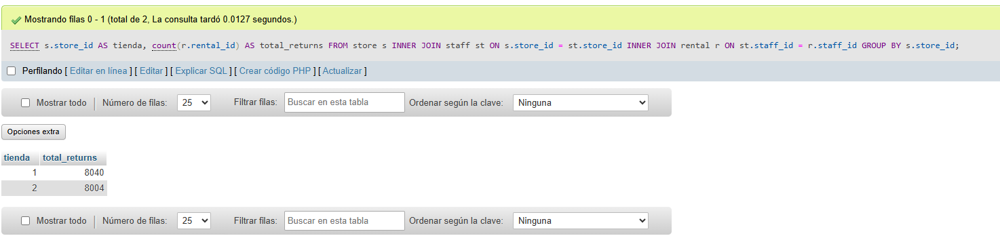 Mostrando filas 0 - 1 (total de 2, La consulta tardó 0.0127 segundos.)
SELECT s.store_id AS tienda, count(r.rental_id) AS total_returns FROM store s INNER JOIN staff st ON s.store_id = st.store_id INNER JOIN rental r ON st.staff_id = r.staff_id GROUP BY s.store_id;
Perfilando [ Editar en línea ] [ Editar ] [ Explicar SQL ] [ Crear código PHP ] [ Actualizar ]
Mostrar todo | Número de filas: 25 Filtrar filas: Buscar en esta tabla Ordenar según la clave: Ninguna
Opciones extra
tienda total_returns
1 8040
2 8004
Mostrar todo | Número de filas: 25 Filtrar filas: Buscar en esta tabla Ordenar según la clave: Ninguna